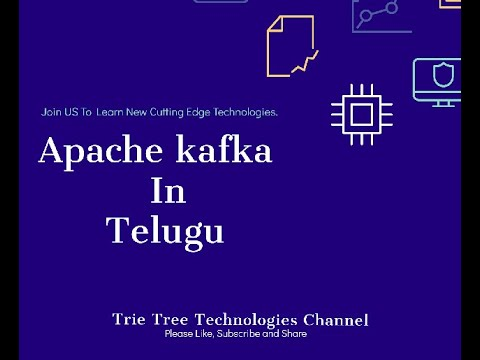 Join US To Learn New Cutting Edge Technologies.
Apache kafka
In
Telugu
Trie Tree Technologies Channel
Please Like, Subscribe and Share